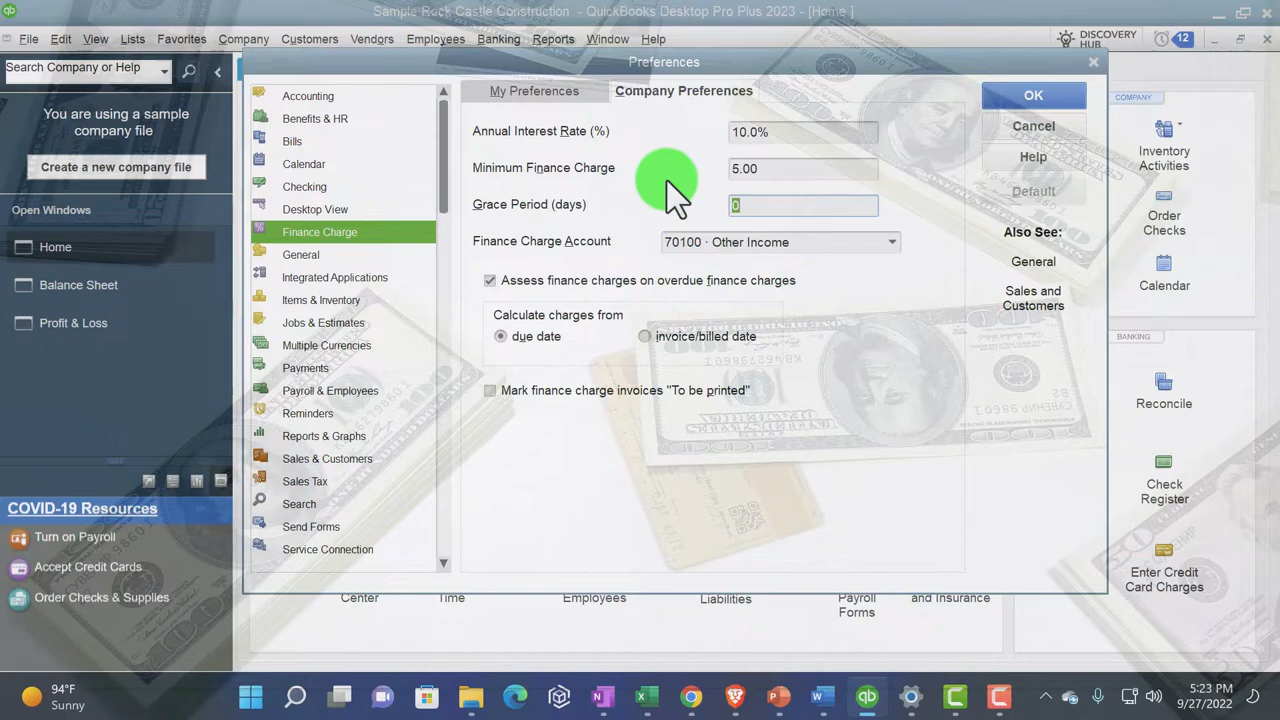 Sample Rock Castle Construction - QuickBooks Desktop Pro Plus 2023 - [Home ]
File Edit View Lists Favorites Company Customers Vendors Employees Banking Reports Window Help
DISCOVERY HUB
12
Search Company or Help
You are using a sample
company file
Create a new company file
Open Windows
Home
Balance Sheet
Profit & Loss
COVID-19 Resources
Turn on Payroll
Accept Credit Cards
Order Checks & Supplies
Preferences
Accounting
Benefits & HR
Bills
Calendar
Checking
Desktop View
Finance Charge
General
Integrated Applications
Items & Inventory
Jobs & Estimates
Multiple Currencies
Payments
Payroll & Employees
Reminders
Reports & Graphs
Sales & Customers
Sales Tax
Search
Send Forms
Service Connection
My Preferences
Company Preferences
Annual Interest Rate (%) 10.0%
Minimum Finance Charge 5.00
Grace Period (days) 0
Finance Charge Account 70100 · Other Income
Assess finance charges on overdue finance charges
Calculate charges from
due date invoice/billed date
Mark finance charge invoices "To be printed"
OK
Cancel
Help
Default
Also See:
General
Sales and
Customers
COMPANY
Inventory
Activities
Order
Checks
Calendar
BANKING
Reconcile
Check
Register
Enter Credit
Card Charges
Center Time Employees Liabilities Payroll
Forms and Insurance
94°F
Sunny
5:23 PM
9/27/2022